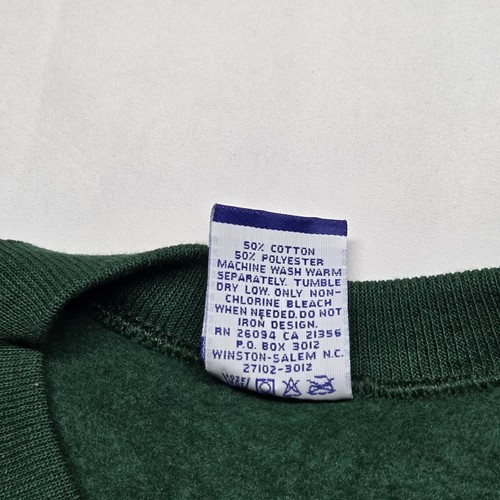 50% COTTON
50% POLYESTER
MACHINE WASH WARM
SEPARATELY. TUMBLE
DRY LOW. ONLY NON-
CHLORINE BLEACH
WHEN NEEDED. DO NOT
IRON DESIGN.
RN 26094 CA 21356
P.O. BOX 3012
WINSTON-SALEM N.C.
27102-3012